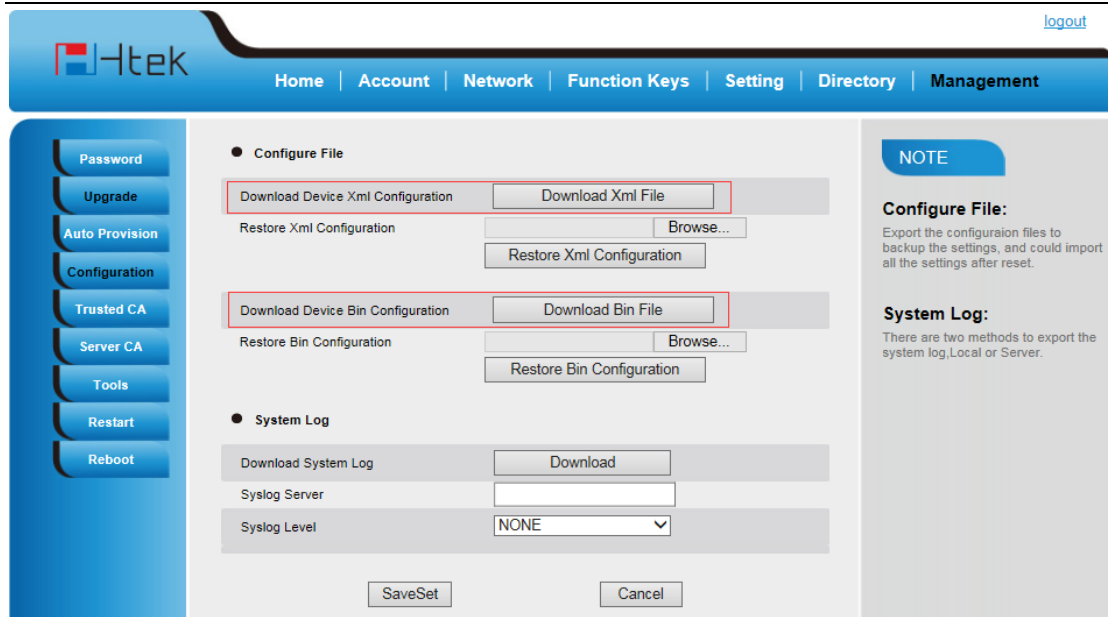 logout
Htek
Home | Account | Network | Function Keys | Setting | Directory | Management
Password
Upgrade
Auto Provision
Configuration
Trusted CA
Server CA
Tools
Restart
Reboot
Configure File
Download Device Xml Configuration Download Xml File
Restore Xml Configuration Browse...
Restore Xml Configuration
Download Device Bin Configuration Download Bin File
Restore Bin Configuration Browse...
Restore Bin Configuration
System Log
Download System Log Download
Syslog Server
Syslog Level NONE
SaveSet Cancel
NOTE
Configure File:
Export the configuraion files to
backup the settings, and could import
all the settings after reset.
System Log:
There are two methods to export the
system log,Local or Server.